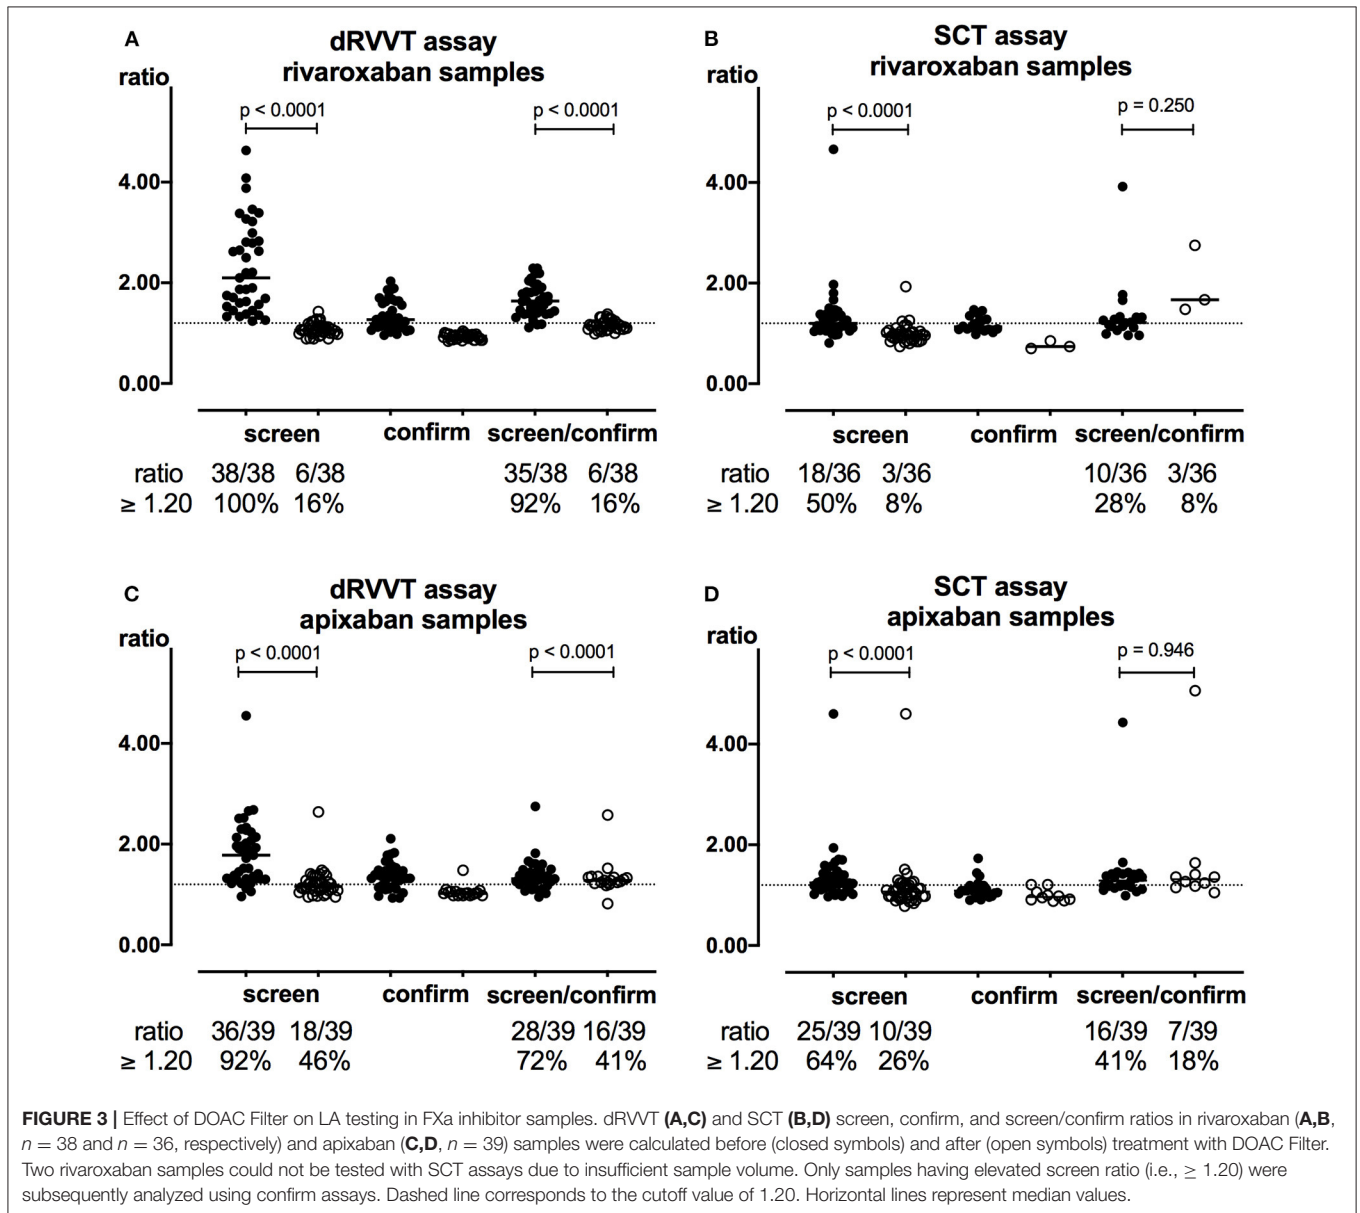 A
dRVVT assay
rivaroxaban samples
ratio
p < 0.0001
p < 0.0001
4.00
2.00
0.00
screen
confirm
screen/confirm
ratio 38/38 6/38 35/38 6/38
≥ 1.20 100% 16% 92% 16%
B
SCT assay
rivaroxaban samples
ratio
p < 0.0001
p = 0.250
4.00
2.00
0.00
screen
confirm
screen/confirm
ratio 18/36 3/36 10/36 3/36
≥ 1.20 50% 8% 28% 8%
C
dRVVT assay
apixaban samples
ratio
p < 0.0001
p < 0.0001
4.00
2.00
0.00
screen
confirm
screen/confirm
ratio 36/39 18/39 28/39 16/39
≥ 1.20 92% 46% 72% 41%
D
SCT assay
apixaban samples
ratio
p < 0.0001
p = 0.946
4.00
2.00
0.00
screen
confirm
screen/confirm
ratio 25/39 10/39 16/39 7/39
≥ 1.20 64% 26% 41% 18%
FIGURE 3 | Effect of DOAC Filter on LA testing in FXa inhibitor samples. dRVVT (A,C) and SCT (B,D) screen, confirm, and screen/confirm ratios in rivaroxaban (A,B,
n = 38 and n = 36, respectively) and apixaban (C,D, n = 39) samples were calculated before (closed symbols) and after (open symbols) treatment with DOAC Filter.
Two rivaroxaban samples could not be tested with SCT assays due to insufficient sample volume. Only samples having elevated screen ratio (i.e., ≥ 1.20) were
subsequently analyzed using confirm assays. Dashed line corresponds to the cutoff value of 1.20. Horizontal lines represent median values.